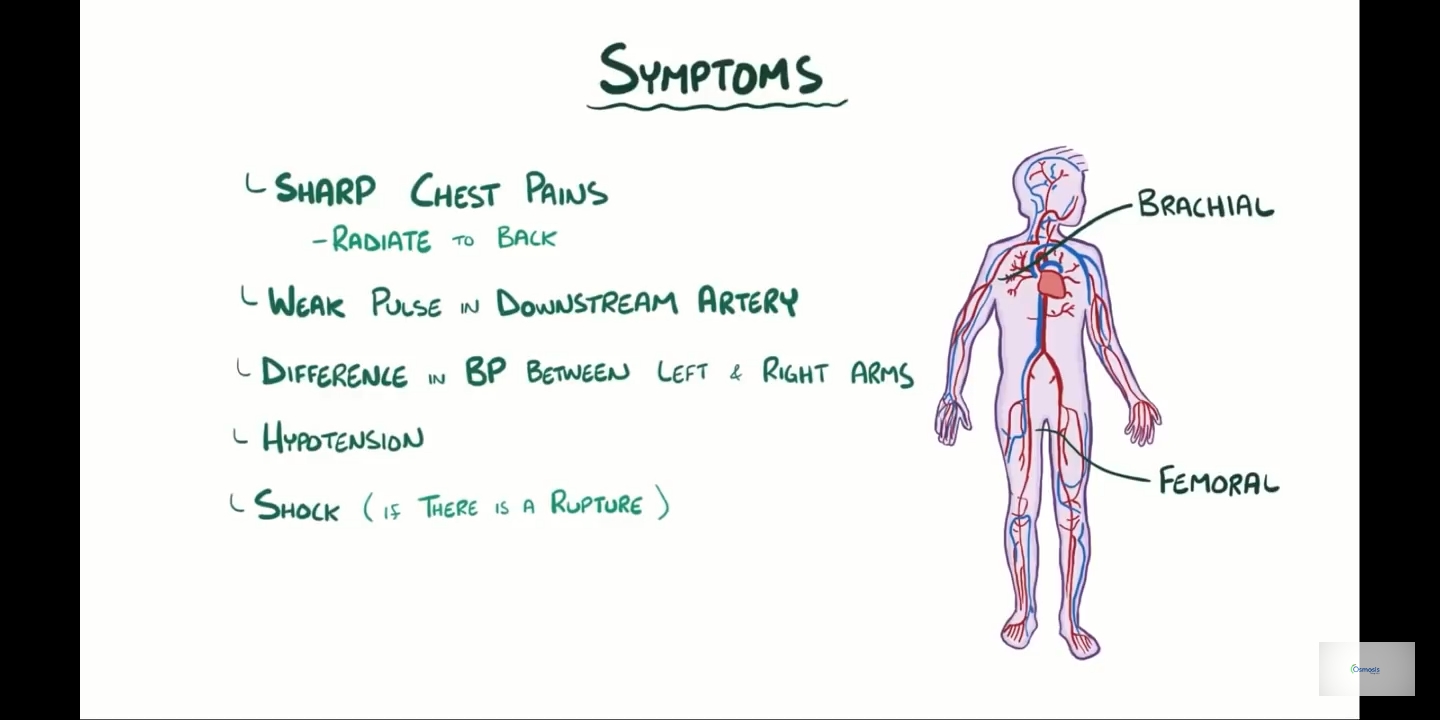 SYMPTOMS
SHARP CHEST PAINS
- RADIATE TO BACK
WEAK PULSE IN DOWNSTREAM ARTERY
DIFFERENCE IN BP BETWEEN LEFT & RIGHT ARMS
HYPOTENSION
SHOCK (IF THERE IS A RUPTURE)
BRACHIAL
FEMORAL
Osmosis